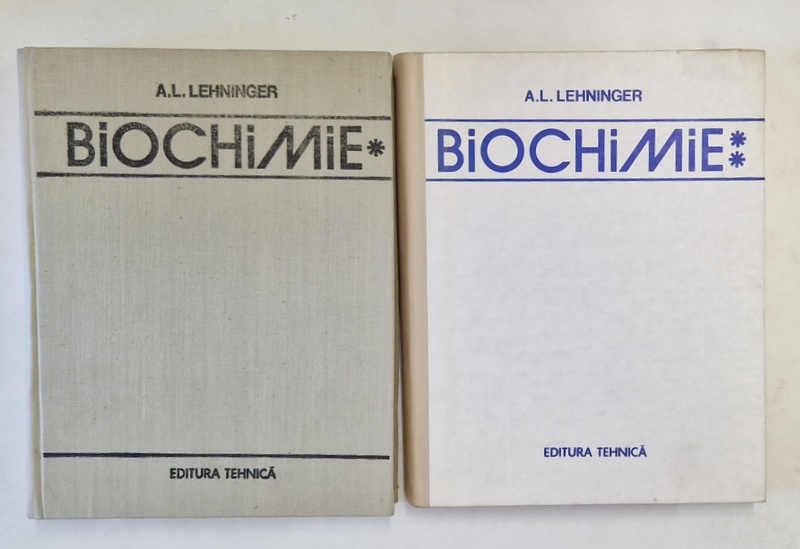 A.L. LEHNINGER
BiOCHiMiE*
EDITURA TEHNICĂ
A.L. LEHNINGER
BiOCHiMiE**
EDITURA TEHNICĂ